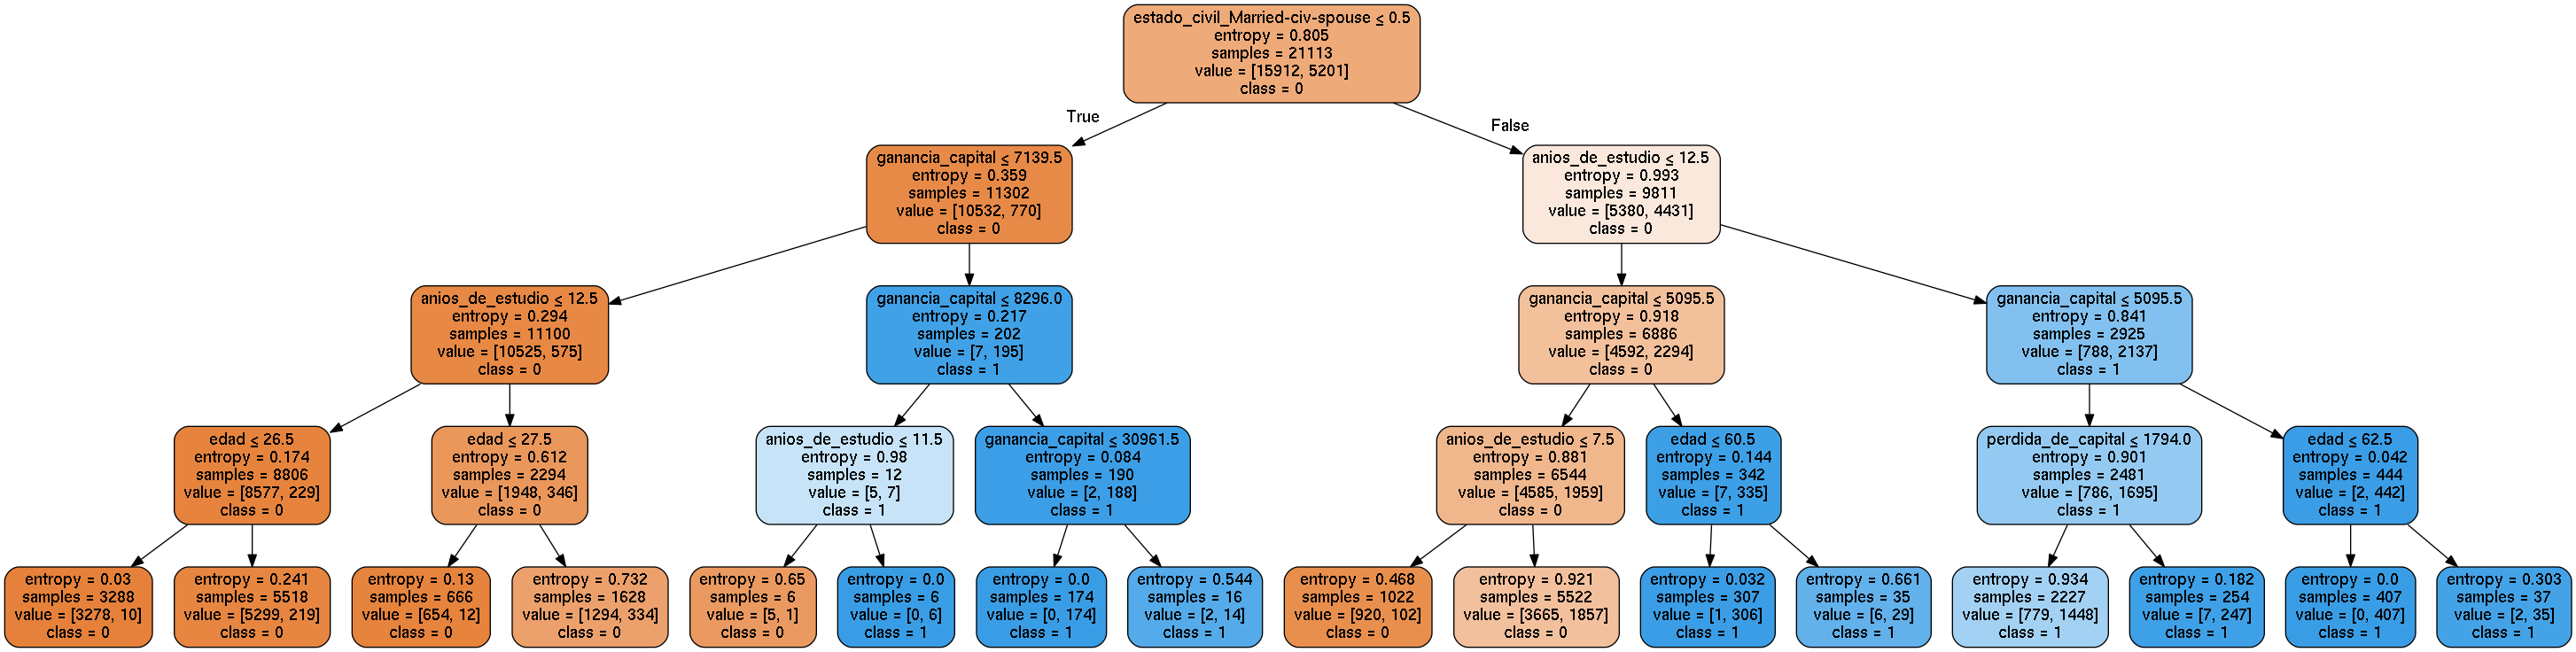 estado_civil_Married-civ-spouse ≤ 0.5
entropy = 0.805
samples = 21113
value = [15912, 5201]
class = 0
True
False
ganancia_capital ≤ 7139.5
entropy = 0.359
samples = 11302
value = [10532, 770]
class = 0
anios_de_estudio ≤ 12.5
entropy = 0.993
samples = 9811
value = [5380, 4431]
class = 0
anios_de_estudio ≤ 12.5
entropy = 0.294
samples = 11100
value = [10525, 575]
class = 0
ganancia_capital ≤ 8296.0
entropy = 0.217
samples = 202
value = [7, 195]
class = 1
ganancia_capital ≤ 5095.5
entropy = 0.918
samples = 6886
value = [4592, 2294]
class = 0
ganancia_capital ≤ 5095.5
entropy = 0.841
samples = 2925
value = [788, 2137]
class = 1
edad ≤ 26.5
entropy = 0.174
samples = 8806
value = [8577, 229]
class = 0
edad ≤ 27.5
entropy = 0.612
samples = 2294
value = [1948, 346]
class = 0
anios_de_estudio ≤ 11.5
entropy = 0.98
samples = 12
value = [5, 7]
class = 1
ganancia_capital ≤ 30961.5
entropy = 0.084
samples = 190
value = [2, 188]
class = 1
anios_de_estudio ≤ 7.5
entropy = 0.881
samples = 6544
value = [4585, 1959]
class = 0
edad ≤ 60.5
entropy = 0.144
samples = 342
value = [7, 335]
class = 1
perdida_de_capital ≤ 1794.0
entropy = 0.901
samples = 2481
value = [786, 1695]
class = 1
edad ≤ 62.5
entropy = 0.042
samples = 444
value = [2, 442]
class = 1
entropy = 0.03
samples = 3288
value = [3278, 10]
class = 0
entropy = 0.241
samples = 5518
value = [5299, 219]
class = 0
entropy = 0.13
samples = 666
value = [654, 12]
class = 0
entropy = 0.732
samples = 1628
value = [1294, 334]
class = 0
entropy = 0.65
samples = 6
value = [5, 1]
class = 0
entropy = 0.0
samples = 6
value = [0, 6]
class = 1
entropy = 0.0
samples = 174
value = [0, 174]
class = 1
entropy = 0.544
samples = 16
value = [2, 14]
class = 1
entropy = 0.468
samples = 1022
value = [920, 102]
class = 0
entropy = 0.921
samples = 5522
value = [3665, 1857]
class = 0
entropy = 0.032
samples = 307
value = [1, 306]
class = 1
entropy = 0.661
samples = 35
value = [6, 29]
class = 1
entropy = 0.934
samples = 2227
value = [779, 1448]
class = 1
entropy = 0.182
samples = 254
value = [7, 247]
class = 1
entropy = 0.0
samples = 407
value = [0, 407]
class = 1
entropy = 0.303
samples = 37
value = [2, 35]
class = 1